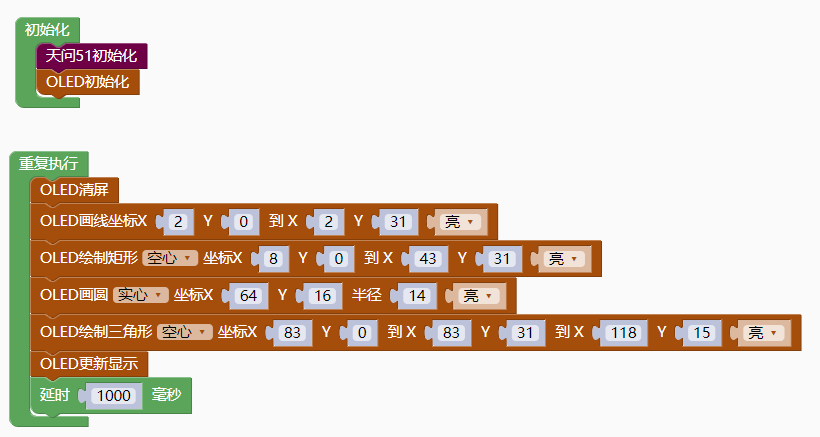 初始化
天问51初始化
OLED初始化
重复执行
OLED清屏
OLED画线坐标X 2 Y 0 到 X 2 Y 31 亮
OLED绘制矩形 空心 坐标X 8 Y 0 到 X 43 Y 31 亮
OLED画圆 实心 坐标X 64 Y 16 半径 14 亮
OLED绘制三角形 空心 坐标X 83 Y 0 到 X 83 Y 31 到 X 118 Y 15 亮
OLED更新显示
延时 1000 毫秒